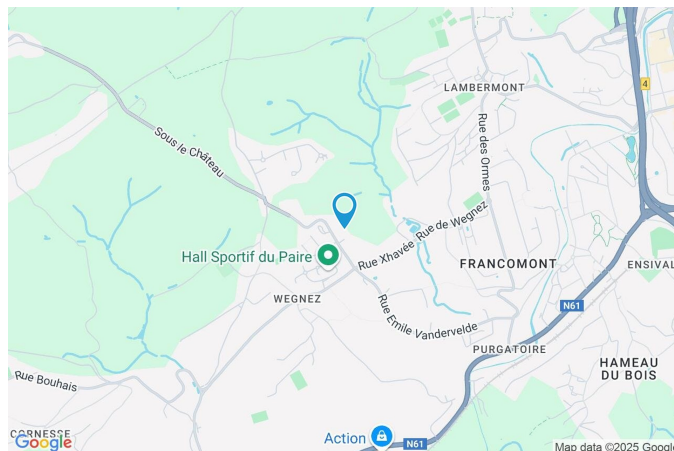 LAMBERMONT
4
Sous le Château
Rue des Ormes
Rue de Wegnez
Rue Xhavée
Hall Sportif du Paire
FRANCOMONT
ENSIVAL
WEGNEZ
N61
Rue Emile Vandervelde
PURGATOIRE
HAMEAU
DU BOIS
Rue Bouhais
CORNESSE
Action
N61
Google
Map data ©2025 Google